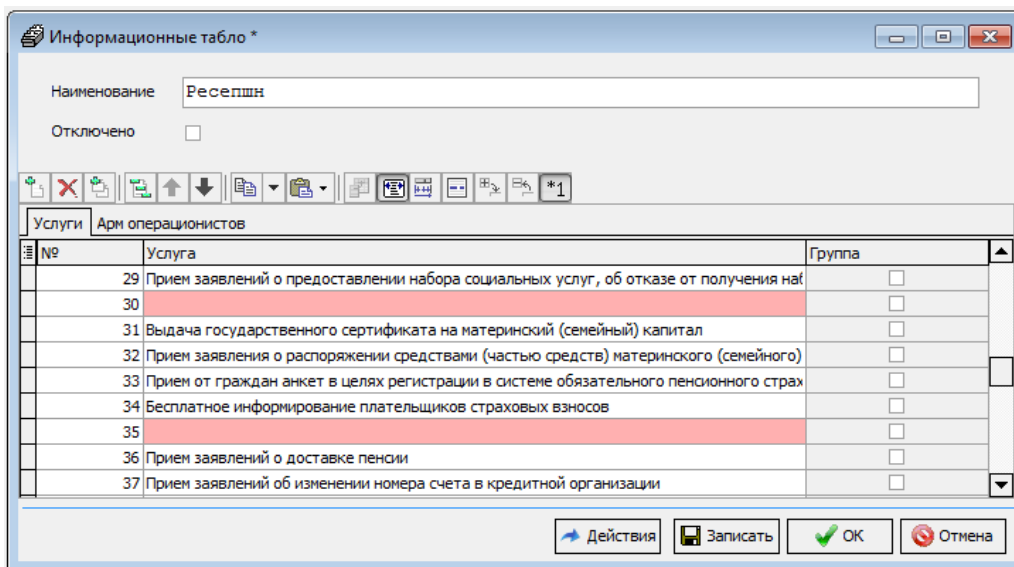 Информационные табло *
Наименование Ресепшн
Отключено
*1
Услуги Арм операционистов
№ Услуга Группа
29 Прием заявлений о предоставлении набора социальных услуг, об отказе от получения наб
30
31 Выдача государственного сертификата на материнский (семейный) капитал
32 Прием заявления о распоряжении средствами (частью средств) материнского (семейного)
33 Прием от граждан анкет в целях регистрации в системе обязательного пенсионного страх
34 Бесплатное информирование плательщиков страховых взносов
35
36 Прием заявлений о доставке пенсии
37 Прием заявлений об изменении номера счета в кредитной организации
Действия Записать OK Отмена